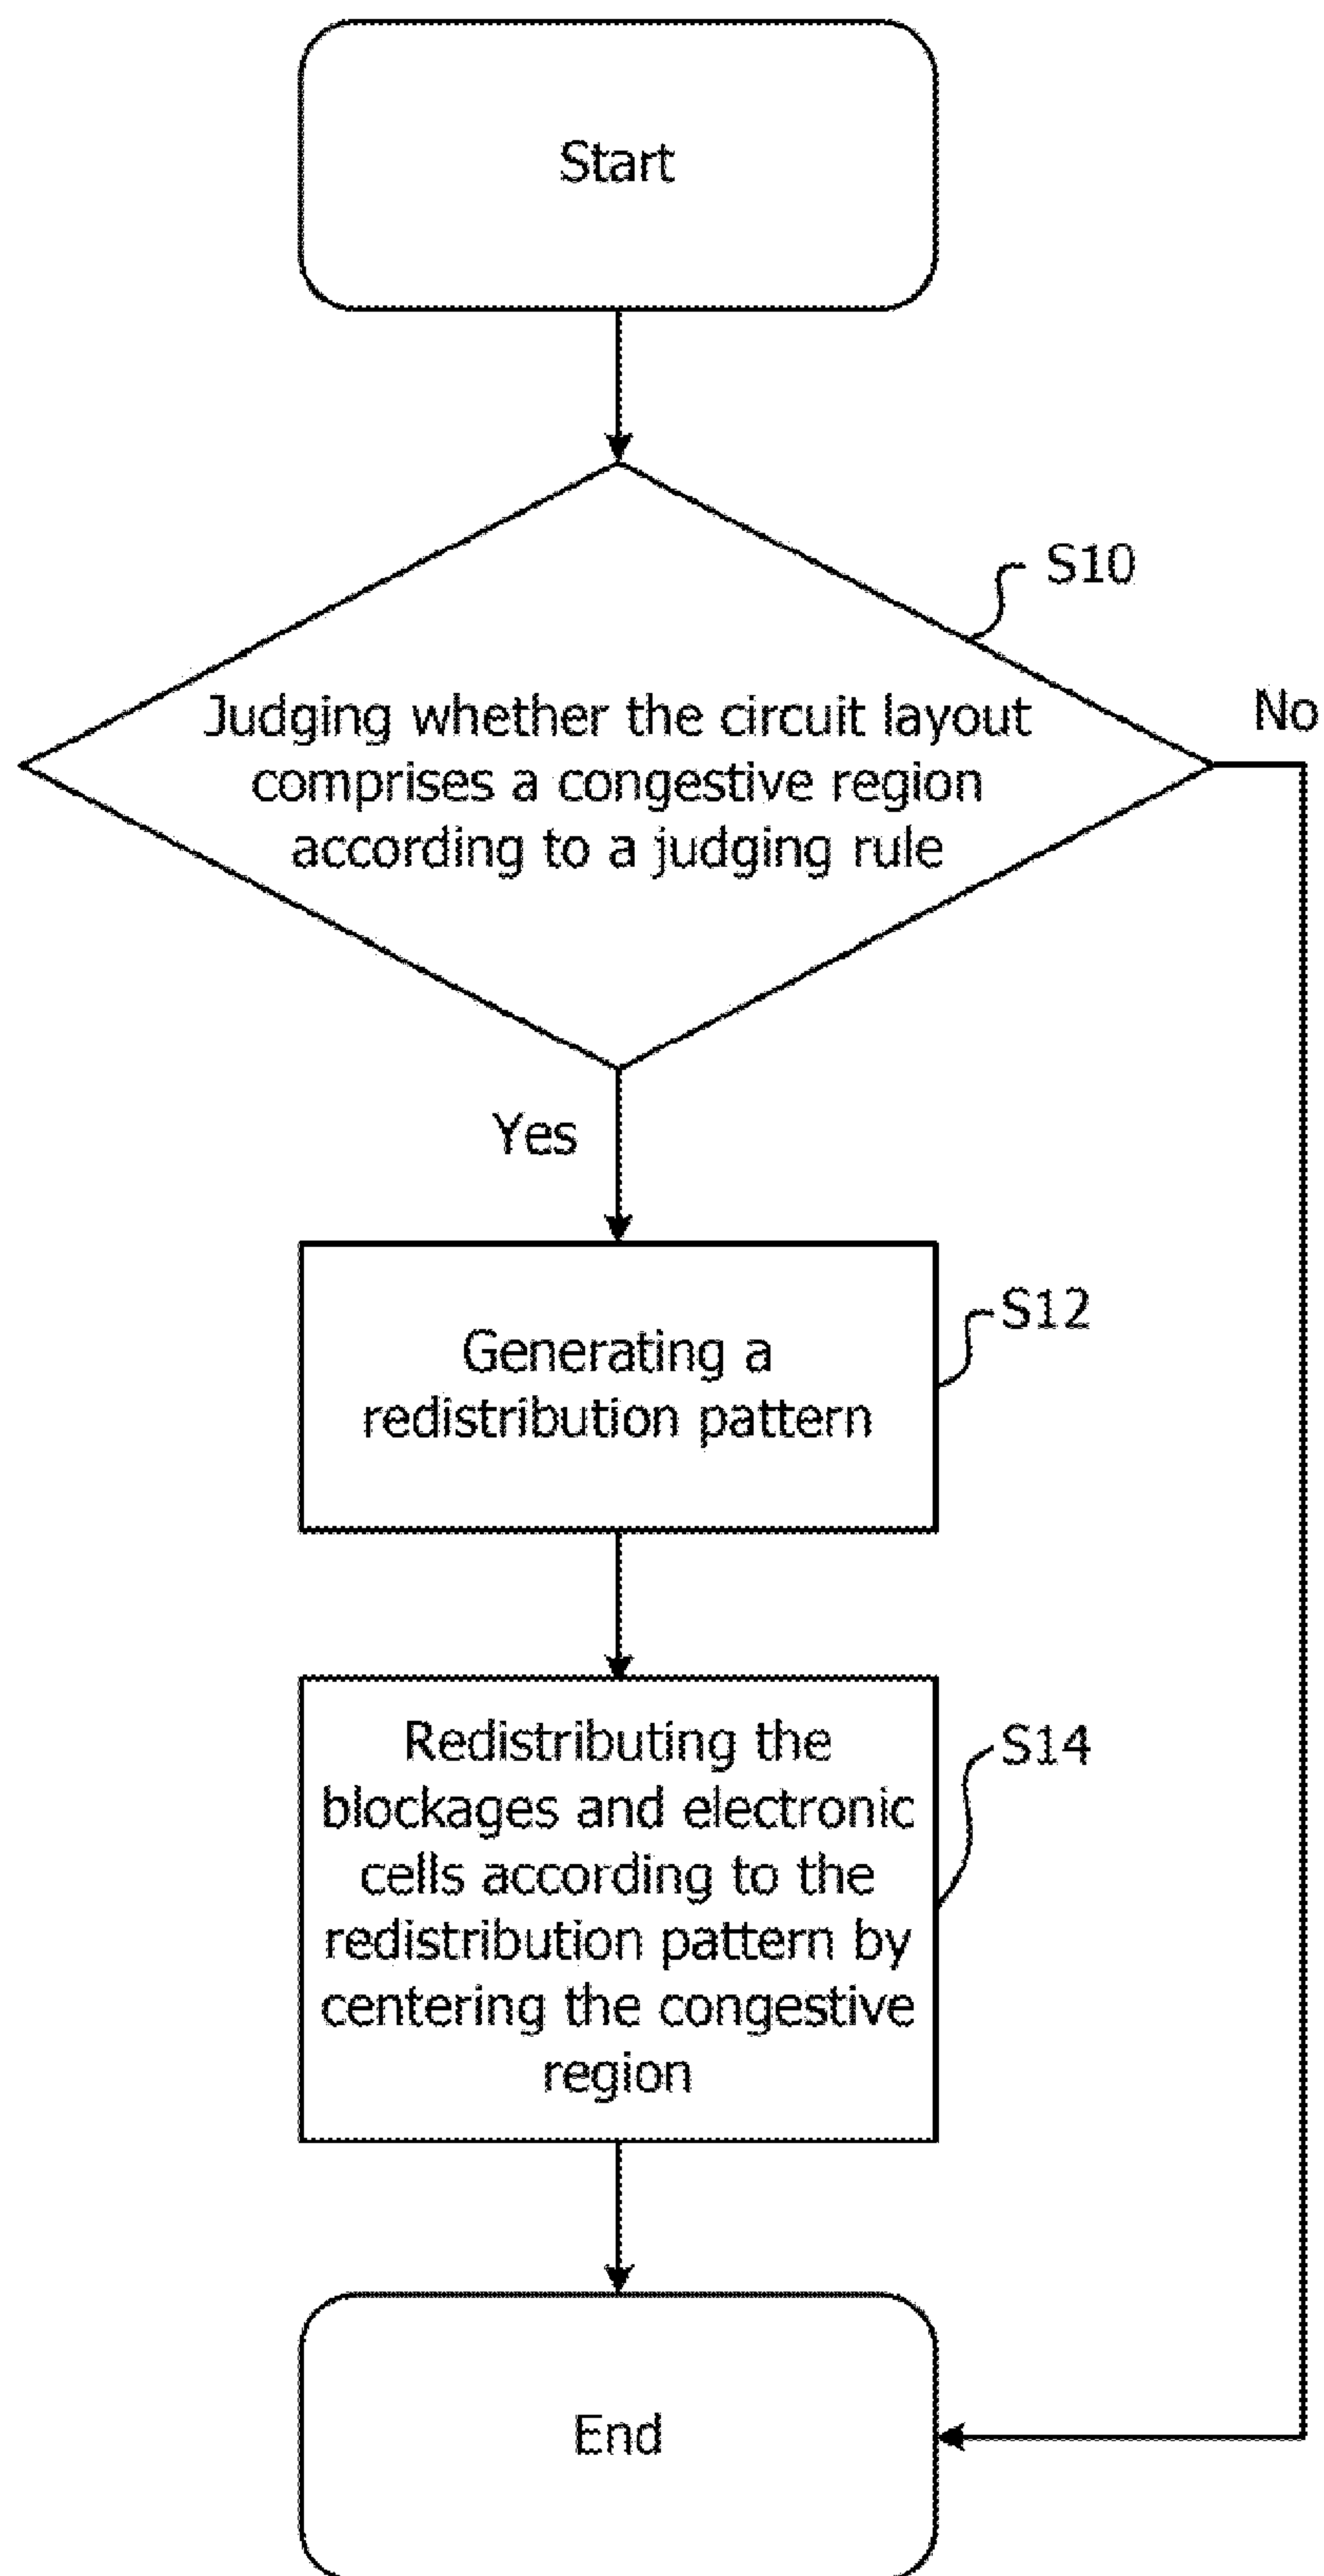 Start
S10
Judging whether the circuit layout
comprises a congestive region
according to a judging rule
No
Yes
S12
Generating a
redistribution pattern
S14
Redistributing the
blockages and electronic
cells according to the
redistribution pattern by
centering the congestive
region
End